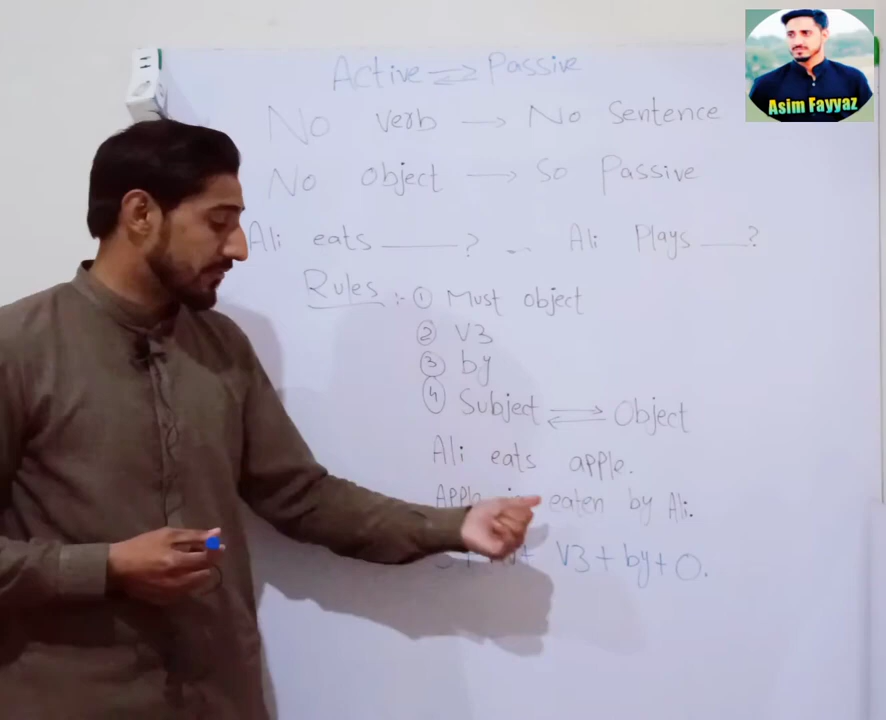 Asim Fayyaz
Active ⇌ Passive
No verb → No Sentence
No object → So Passive
Ali eats ____? Ali Plays ____?
Rules :- ① Must object
② V3
③ by
④ Subject ⇌ Object
Ali eats apple.
eaten by Ali.
V3 + by + O.